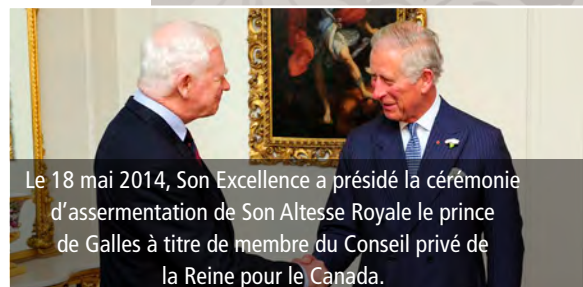 Le 18 mai 2014, Son Excellence a présidé la cérémonie
d’assermentation de Son Altesse Royale le prince
de Galles à titre de membre du Conseil privé de
la Reine pour le Canada.